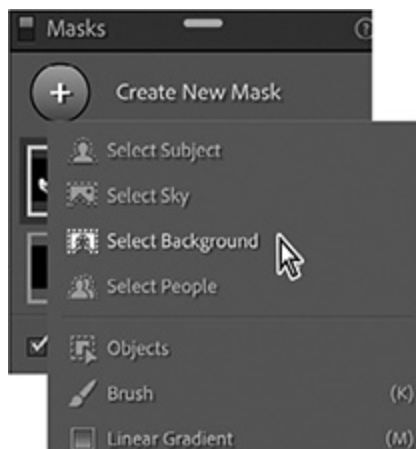 Masks ?
Create New Mask
Select Subject
Select Sky
Select Background
Select People
Objects
Brush (K)
Linear Gradient (M)